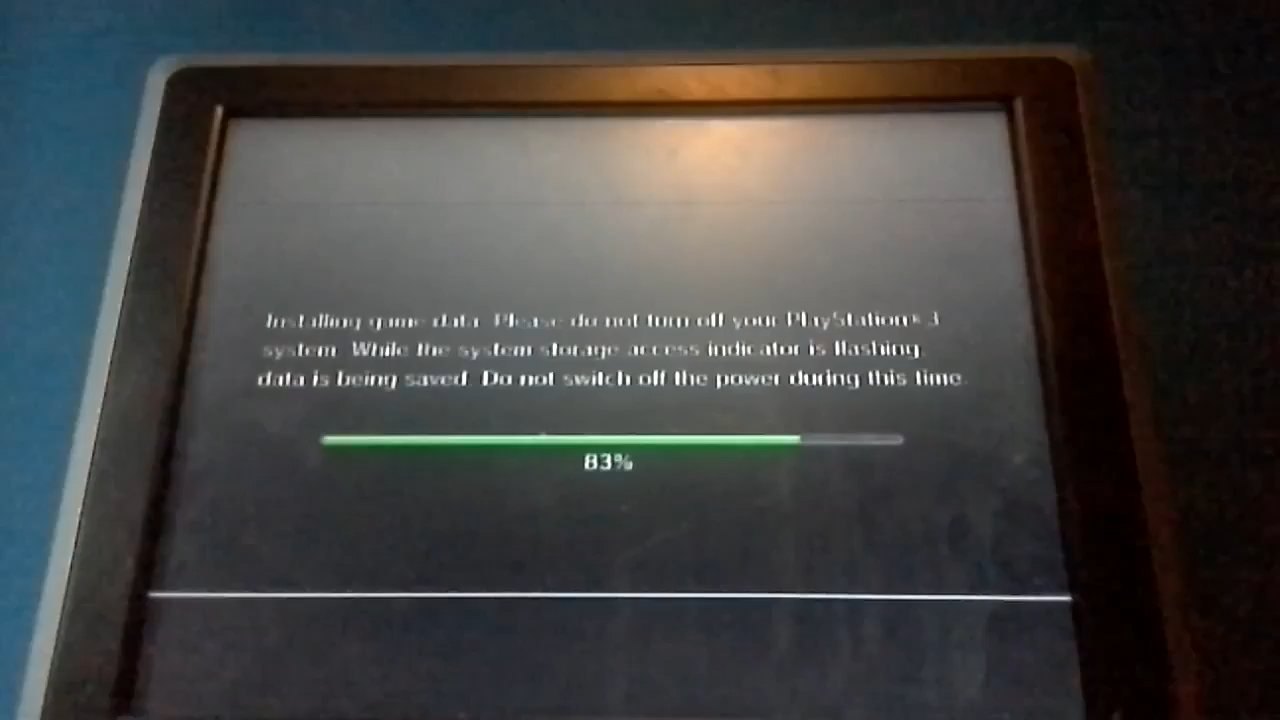 Installing game data. Please do not turn off your PlayStation®3
system. While the system storage access indicator is flashing,
data is being saved. Do not switch off the power during this time.
83%